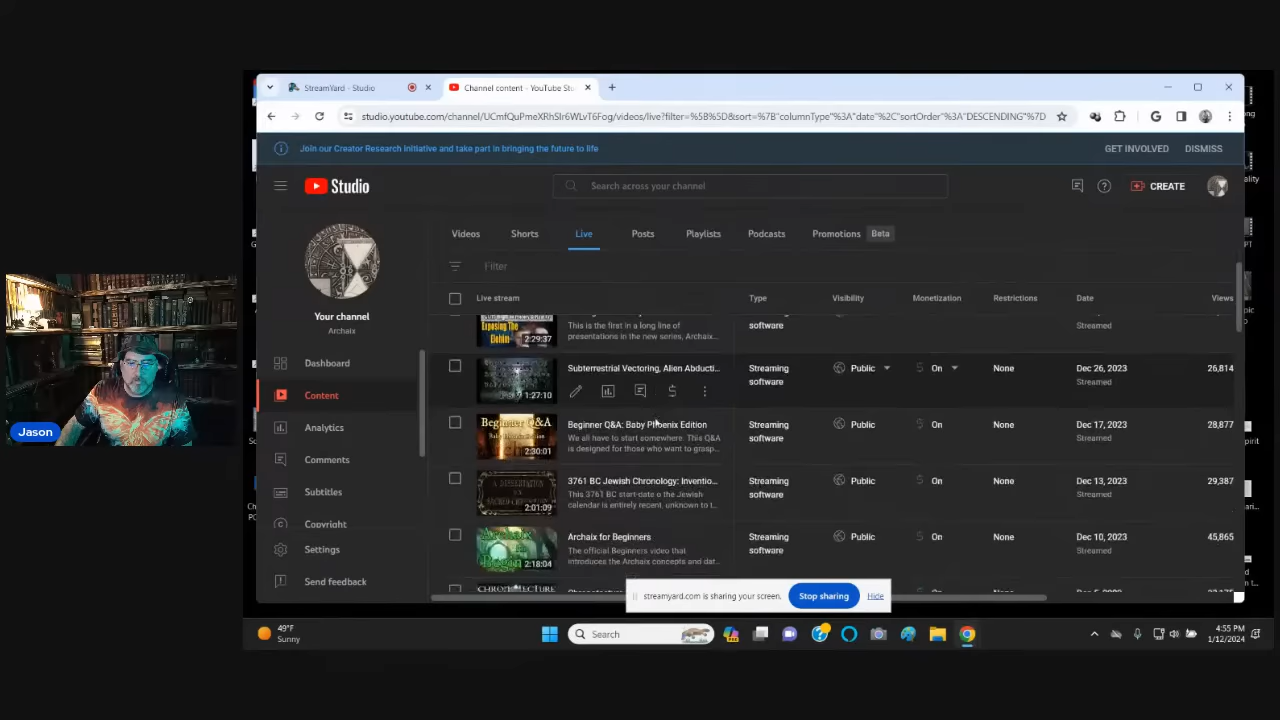 StreamYard - Studio
Channel content - YouTube Stu
studio.youtube.com/channel/UCmfQuPmeXRhSlr6WLvT6Fog/videos/live?filter=%5B%5D&sort=%7B"columnType"%3A"date"%2C"sortOrder"%3A"DESCENDING"%7D
Join our Creator Research Initiative and take part in bringing the future to life
GET INVOLVED
DISMISS
Studio
Search across your channel
CREATE
Your channel
Archaix
Dashboard
Content
Analytics
Comments
Subtitles
Copyright
Settings
Send feedback
Videos
Shorts
Live
Posts
Playlists
Podcasts
Promotions
Beta
Filter
Live stream
Type
Visibility
Monetization
Restrictions
Date
Views
Exposing The
Elohim
2:29:37
This is the first in a long line of
presentations in the new series, Archaix...
Streamed
1:27:10
Subterrestrial Vectoring, Alien Abducti...
Streaming
software
Public
On
None
Dec 26, 2023
Streamed
26,814
Beginner Q&A
2:30:01
Beginner Q&A: Baby Phoenix Edition
We all have to start somewhere. This Q&A
is designed for those who want to grasp...
Streaming
software
Public
On
None
Dec 17, 2023
Streamed
28,877
2:01:09
3761 BC Jewish Chronology: Inventio...
This 3761 BC start-date o the Jewish
calendar is entirely recent, unknown to t...
Streaming
software
Public
On
None
Dec 13, 2023
Streamed
29,387
2:18:04
Archaix for Beginners
The official Beginners video that
introduces the Archaix concepts and dat...
Streaming
software
Public
On
None
Dec 10, 2023
Streamed
45,865
streamyard.com is sharing your screen.
Stop sharing
Hide
Jason
49°F
Sunny
Search
4:55 PM
1/12/2024